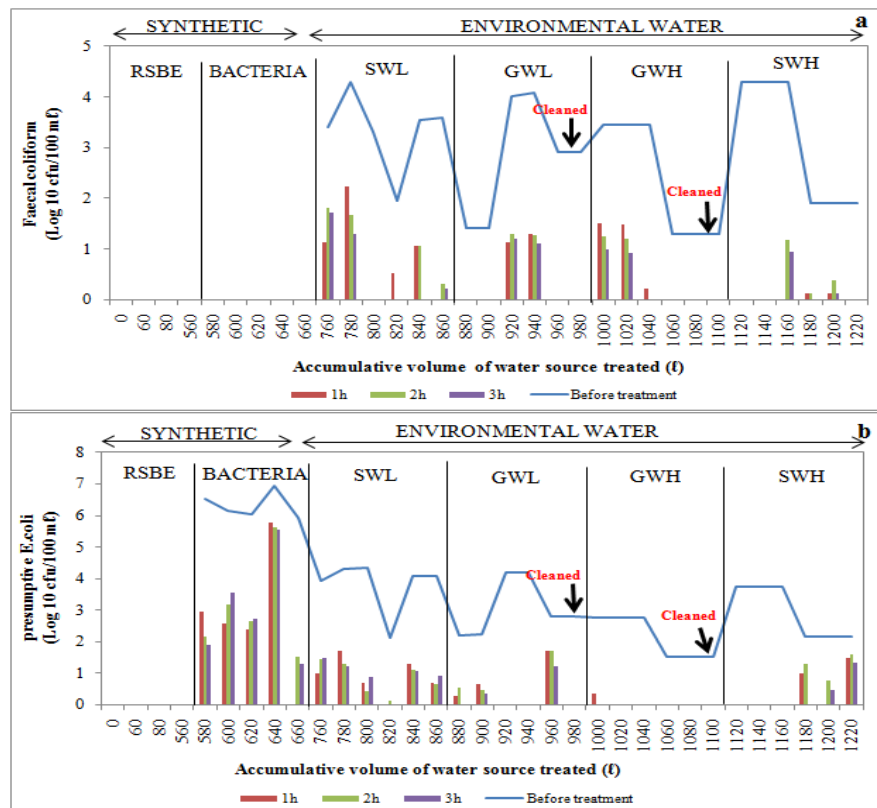 SYNTHETIC ENVIRONMENTAL WATER a
RSBE BACTERIA SWL GWL GWH SWH
Cleaned
Cleaned
Faecal coliform
(Log 10 cfu/100 mℓ)
5
4
3
2
1
0
0 60 80 560 580 600 620 640 660 760 780 800 820 840 860 880 900 920 940 960 980 1000 1020 1040 1060 1080 1100 1120 1140 1160 1180 1200 1220
Accumulative volume of water source treated (ℓ)
1h 2h 3h Before treatment
SYNTHETIC ENVIRONMENTAL WATER b
RSBE BACTERIA SWL GWL GWH SWH
Cleaned
Cleaned
presumptive E.coli
(Log 10 cfu/100 mℓ)
8
7
6
5
4
3
2
1
0
0 60 80 560 580 600 620 640 660 760 780 800 820 840 860 880 900 920 940 960 980 1000 1020 1040 1060 1080 1100 1120 1140 1160 1180 1200 1220
Accumulative volume of water source treated (ℓ)
1h 2h 3h Before treatment